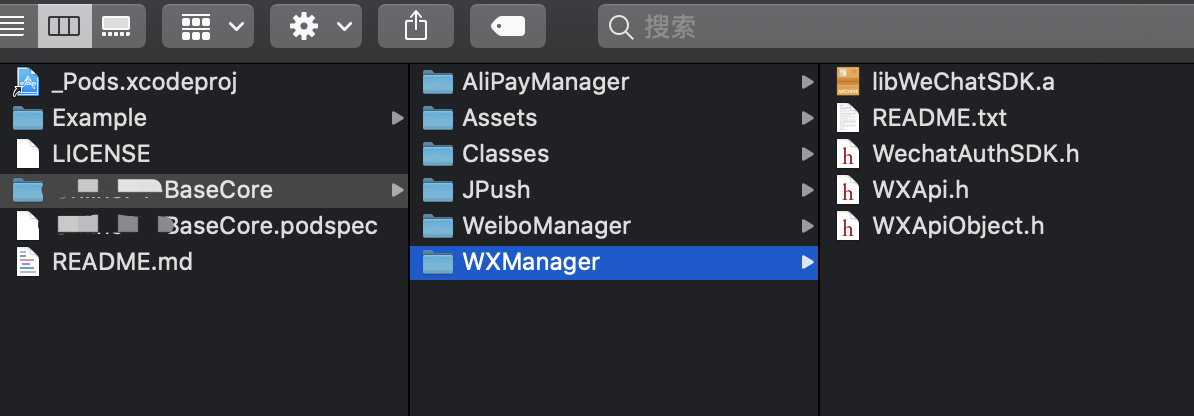 搜索
_Pods.xcodeproj
Example
LICENSE
BaseCore
BaseCore.podspec
README.md
AliPayManager
Assets
Classes
JPush
WeiboManager
WXManager
libWeChatSDK.a
README.txt
WechatAuthSDK.h
WXApi.h
WXApiObject.h